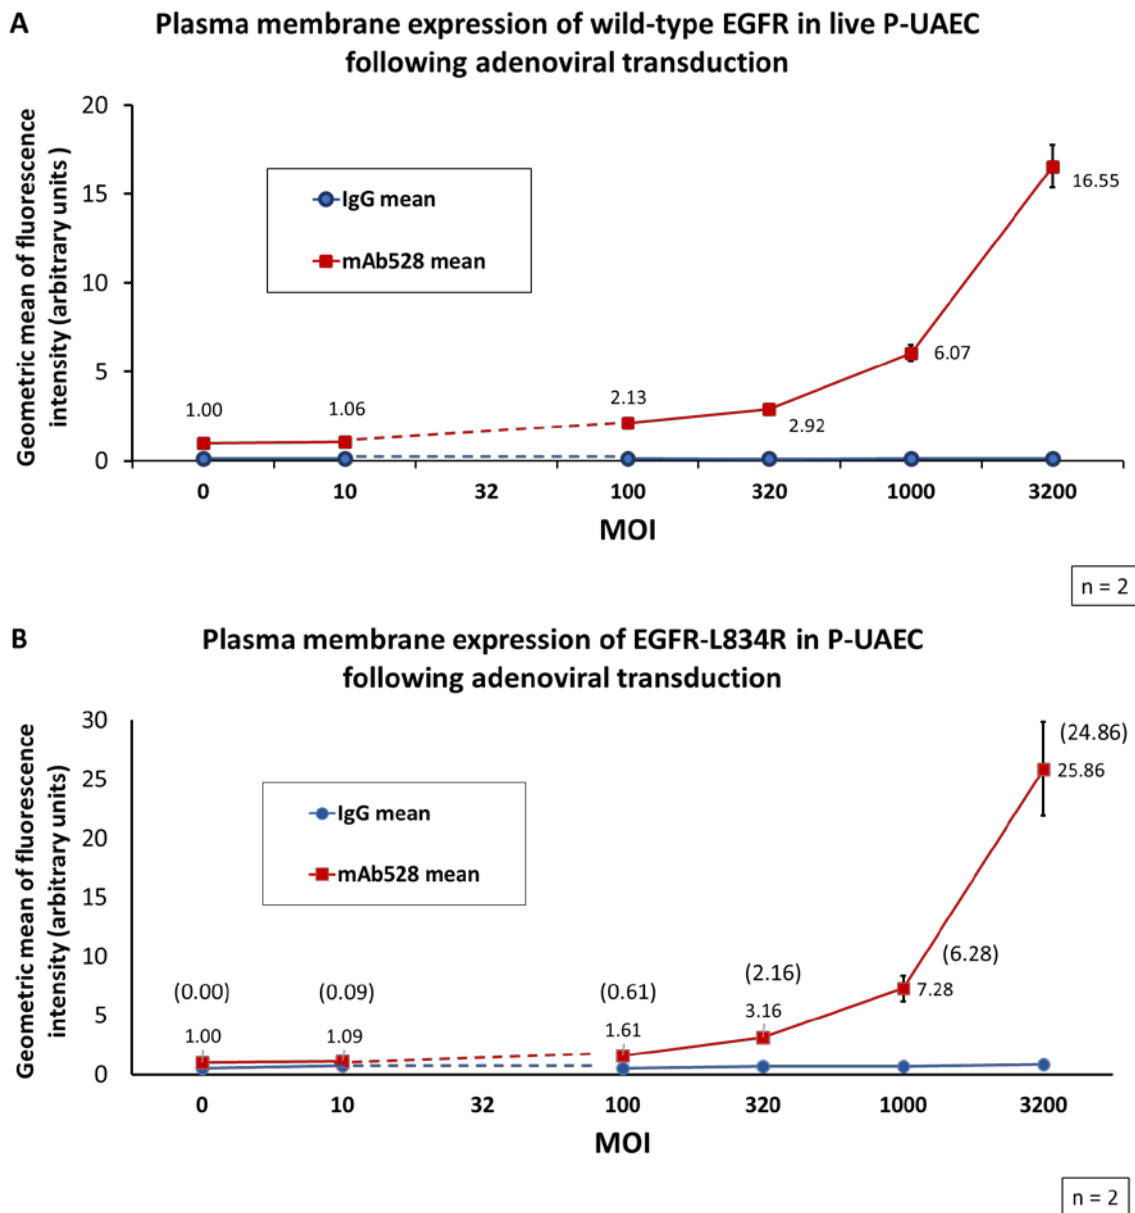 A
Plasma membrane expression of wild-type EGFR in live P-UAEC
following adenoviral transduction
Geometric mean of fluorescence
intensity (arbitrary units )
20
15
10
5
0
IgG mean
mAb528 mean
1.00
1.06
2.13
2.92
6.07
16.55
0 10 32 100 320 1000 3200
MOI
n = 2
B
Plasma membrane expression of EGFR-L834R in P-UAEC
following adenoviral transduction
Geometric mean of fluorescence
intensity (arbitrary units)
30
25
20
15
10
5
0
IgG mean
mAb528 mean
(0.00)
1.00
(0.09)
1.09
(0.61)
1.61
(2.16)
3.16
(6.28)
7.28
(24.86)
25.86
0 10 32 100 320 1000 3200
MOI
n = 2